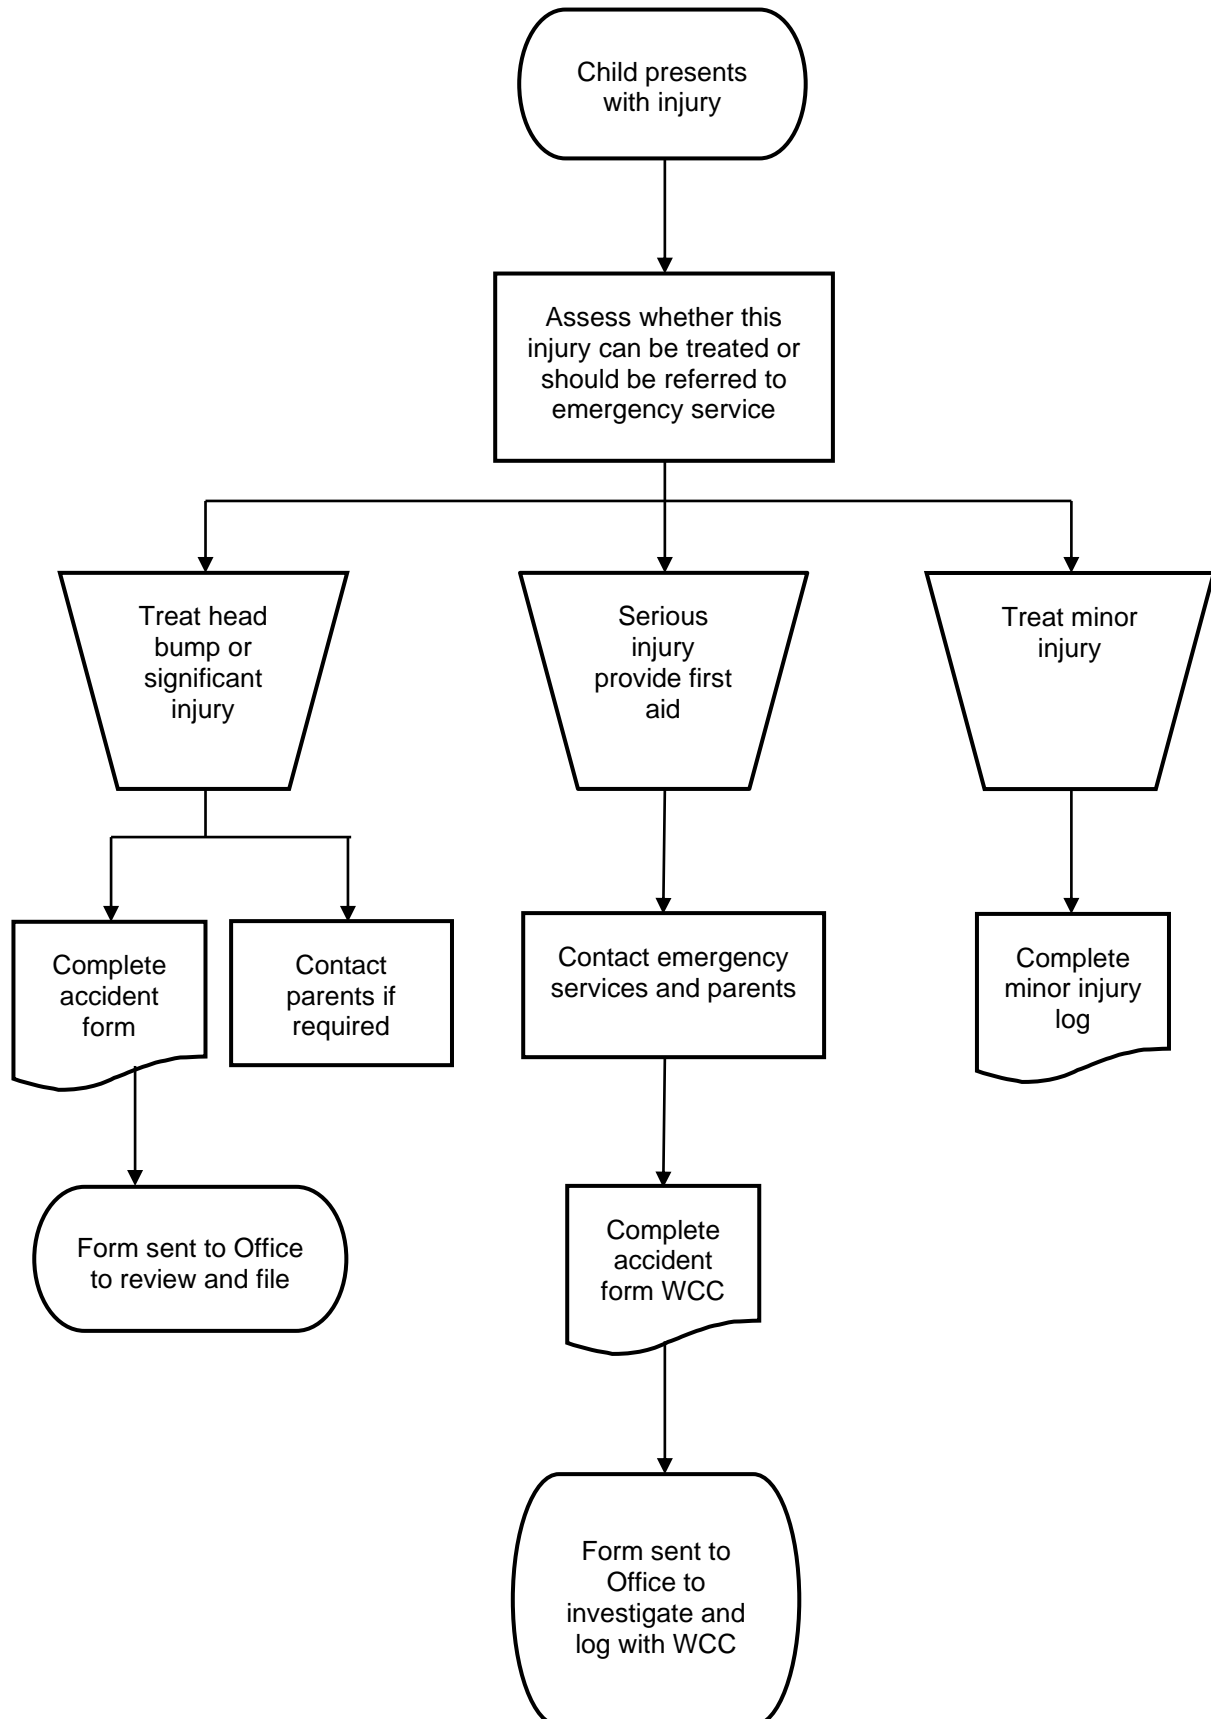 Child presents
with injury
Assess whether this
injury can be treated or
should be referred to
emergency service
Treat head
bump or
significant
injury
Serious
injury
provide first
aid
Treat minor
injury
Complete
accident
form
Contact
parents if
required
Contact emergency
services and parents
Complete
minor injury
log
Form sent to Office
to review and file
Complete
accident
form WCC
Form sent to
Office to
investigate and
log with WCC